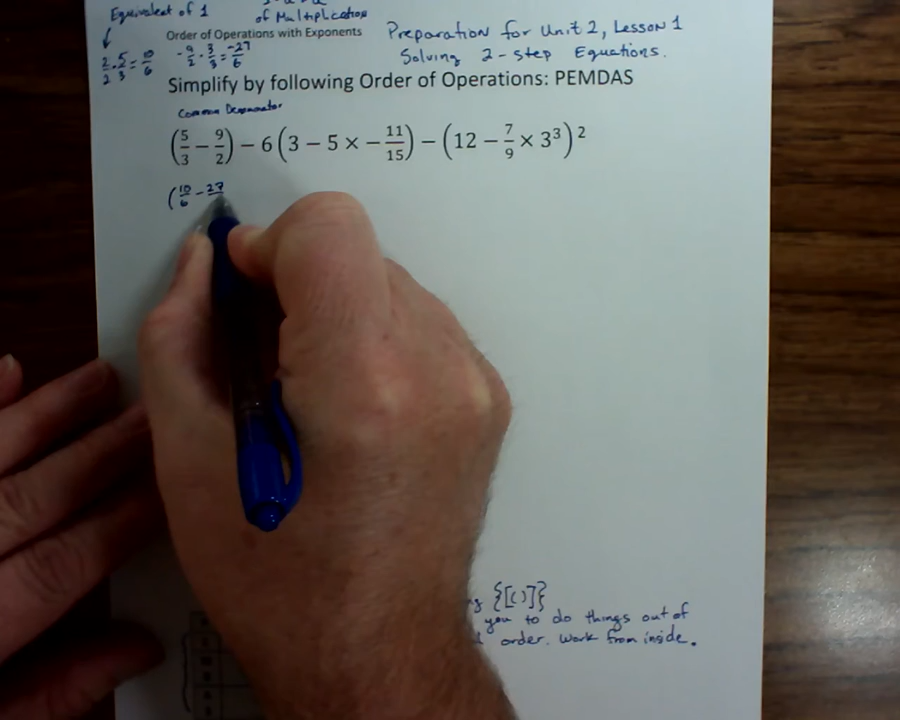 Equivalent of 1
of Multiplication
Order of Operations with Exponents
Preparation for Unit 2, Lesson 1
2/2 · 5/3 = 10/6
-9/2 · 3/3 = -27/6
Solving 2-step Equations.
Simplify by following Order of Operations: PEMDAS
Common Denominator
(5/3 − 9/2) − 6(3 − 5 × −11/15) − (12 − 7/9 × 3³)²
(10/6 - 27
{[()]}
you to do things out of
order. Work from inside.